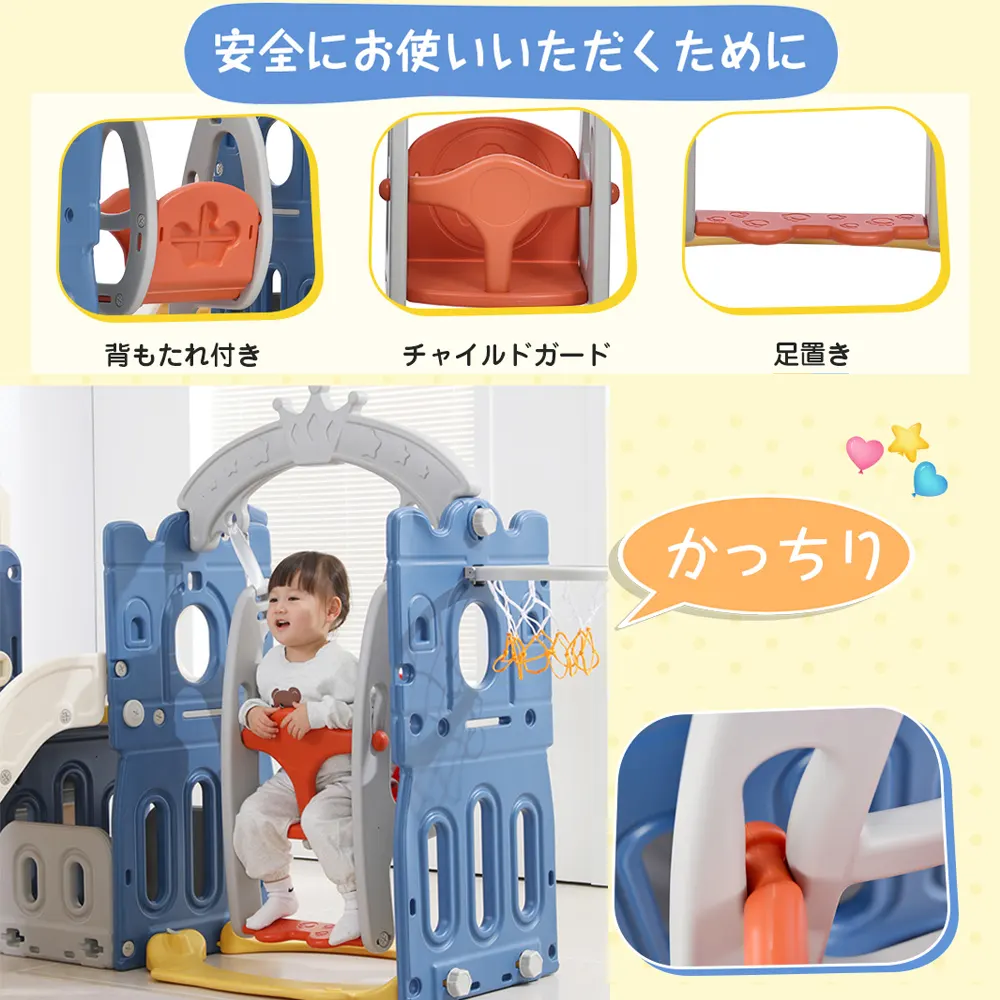 安全にお使いいただくために
背もたれ付き
チャイルドガード
足置き
かっちり